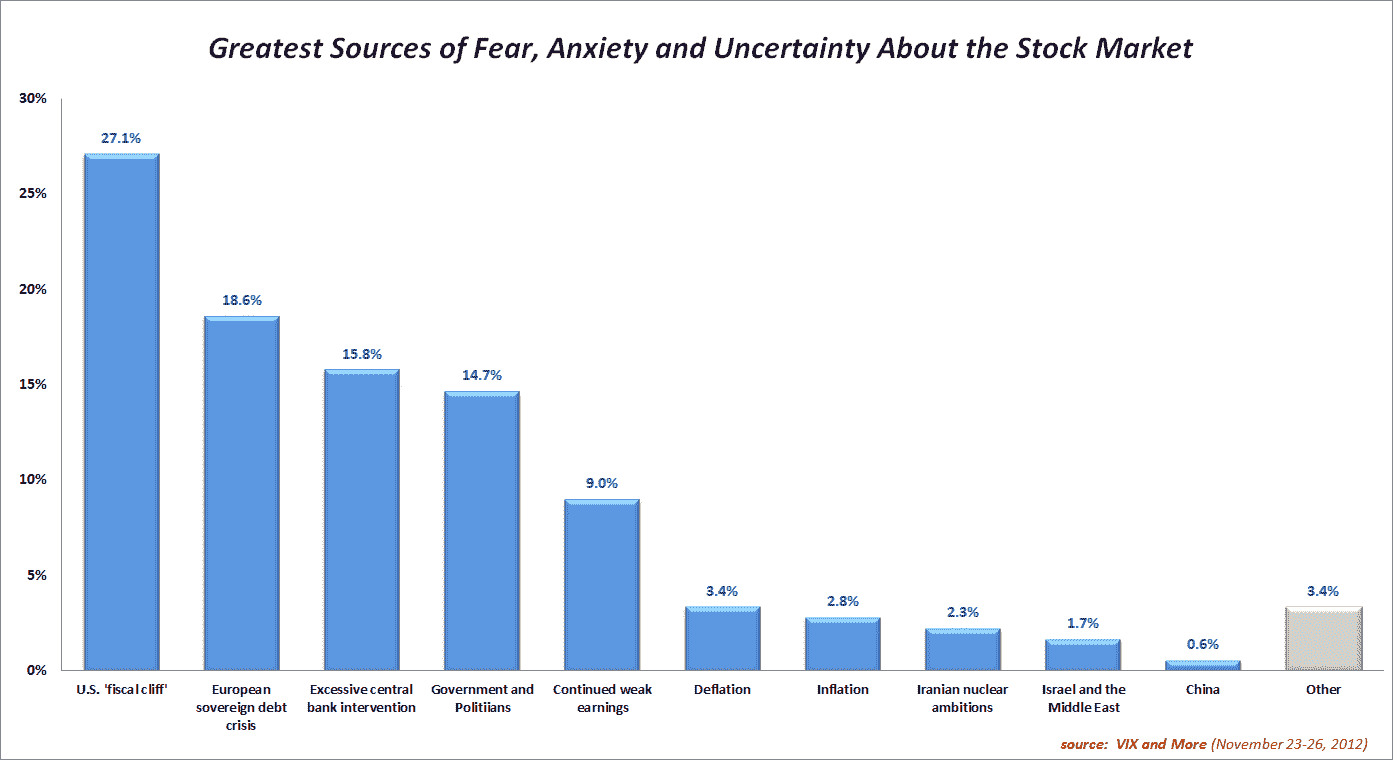 Greatest Sources of Fear, Anxiety and Uncertainty About the Stock Market
30%
25%
20%
15%
10%
5%
0%
27.1%
18.6%
15.8%
14.7%
9.0%
3.4%
2.8%
2.3%
1.7%
0.6%
3.4%
U.S. 'fiscal cliff'
European
sovereign debt
crisis
Excessive central
bank intervention
Government and
Politiians
Continued weak
earnings
Deflation
Inflation
Iranian nuclear
ambitions
Israel and the
Middle East
China
Other
source:  VIX and More (November 23-26, 2012)